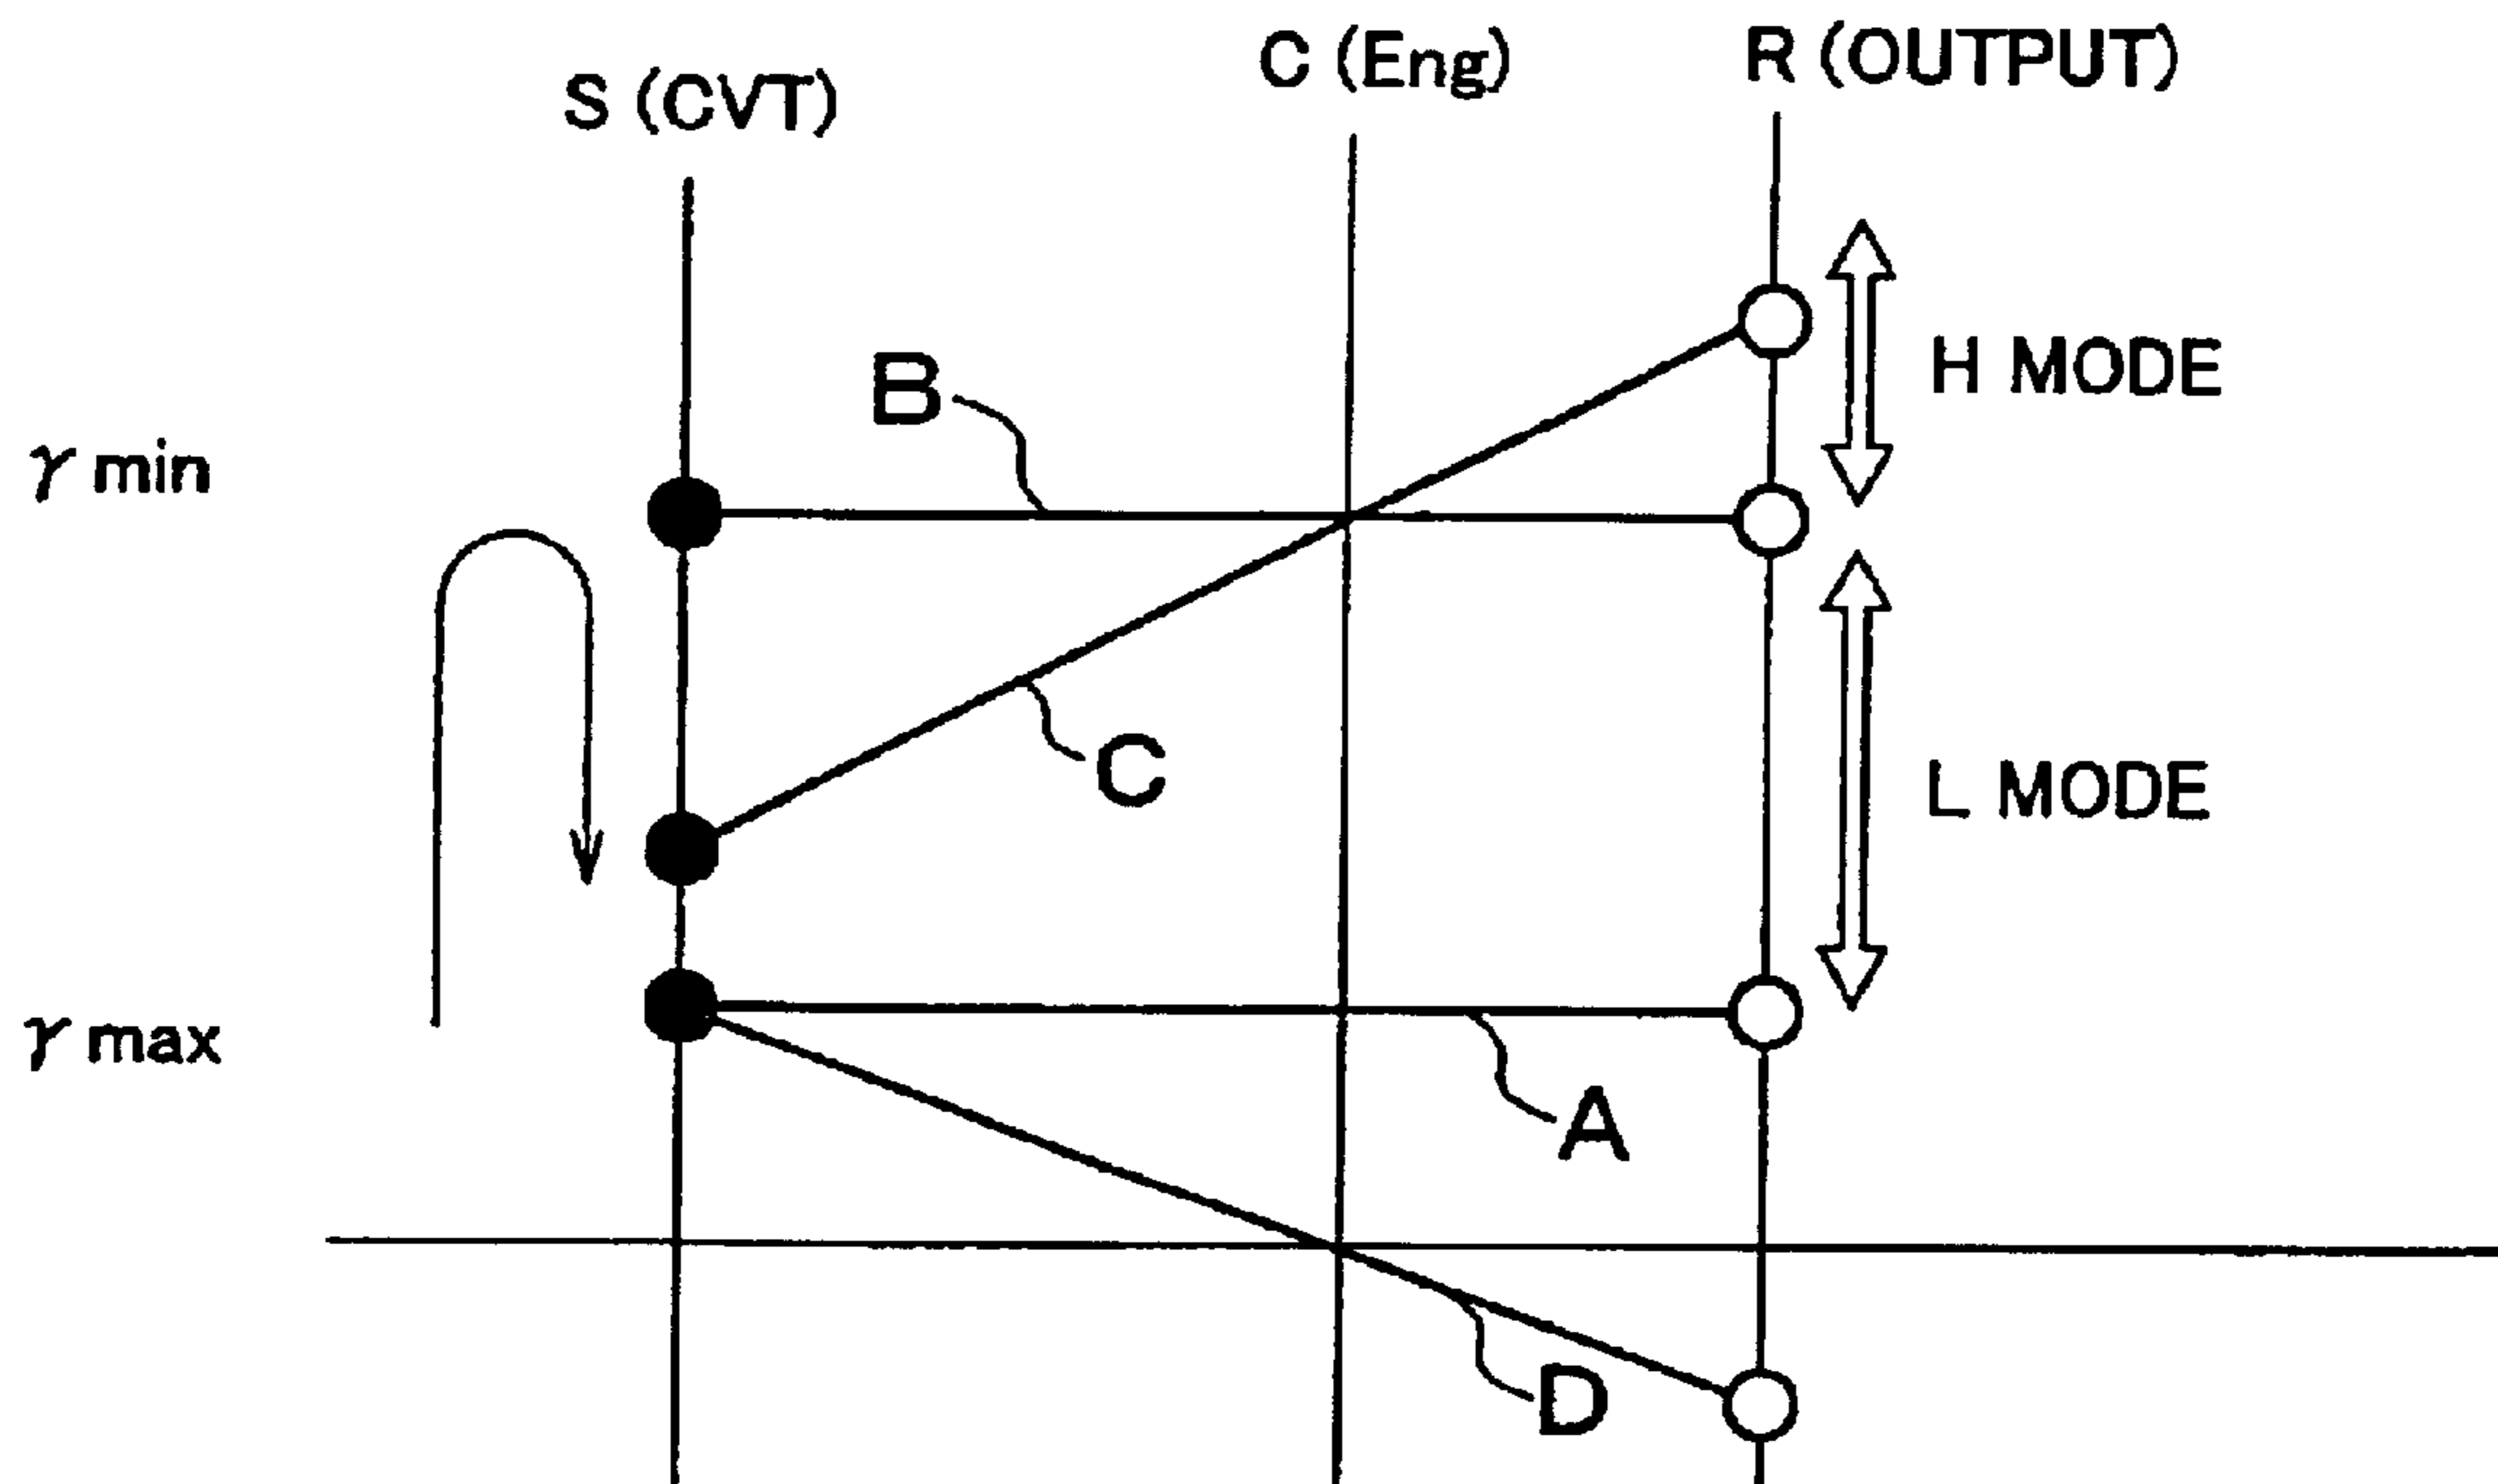 S (CVT)
C (Eng)
R (OUTPUT)
H MODE
B
γ min
C
L MODE
γ max
A
D